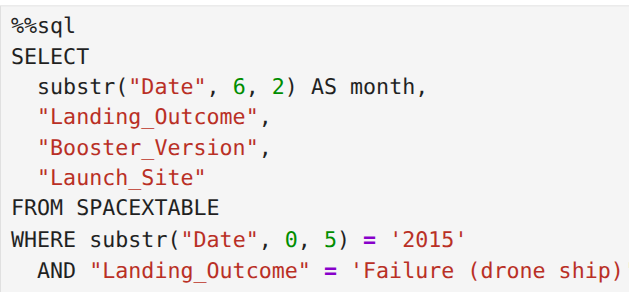 %%sql
SELECT
  substr("Date", 6, 2) AS month,
  "Landing_Outcome",
  "Booster_Version",
  "Launch_Site"
FROM SPACEXTABLE
WHERE substr("Date", 0, 5) = '2015'
  AND "Landing_Outcome" = 'Failure (drone ship)